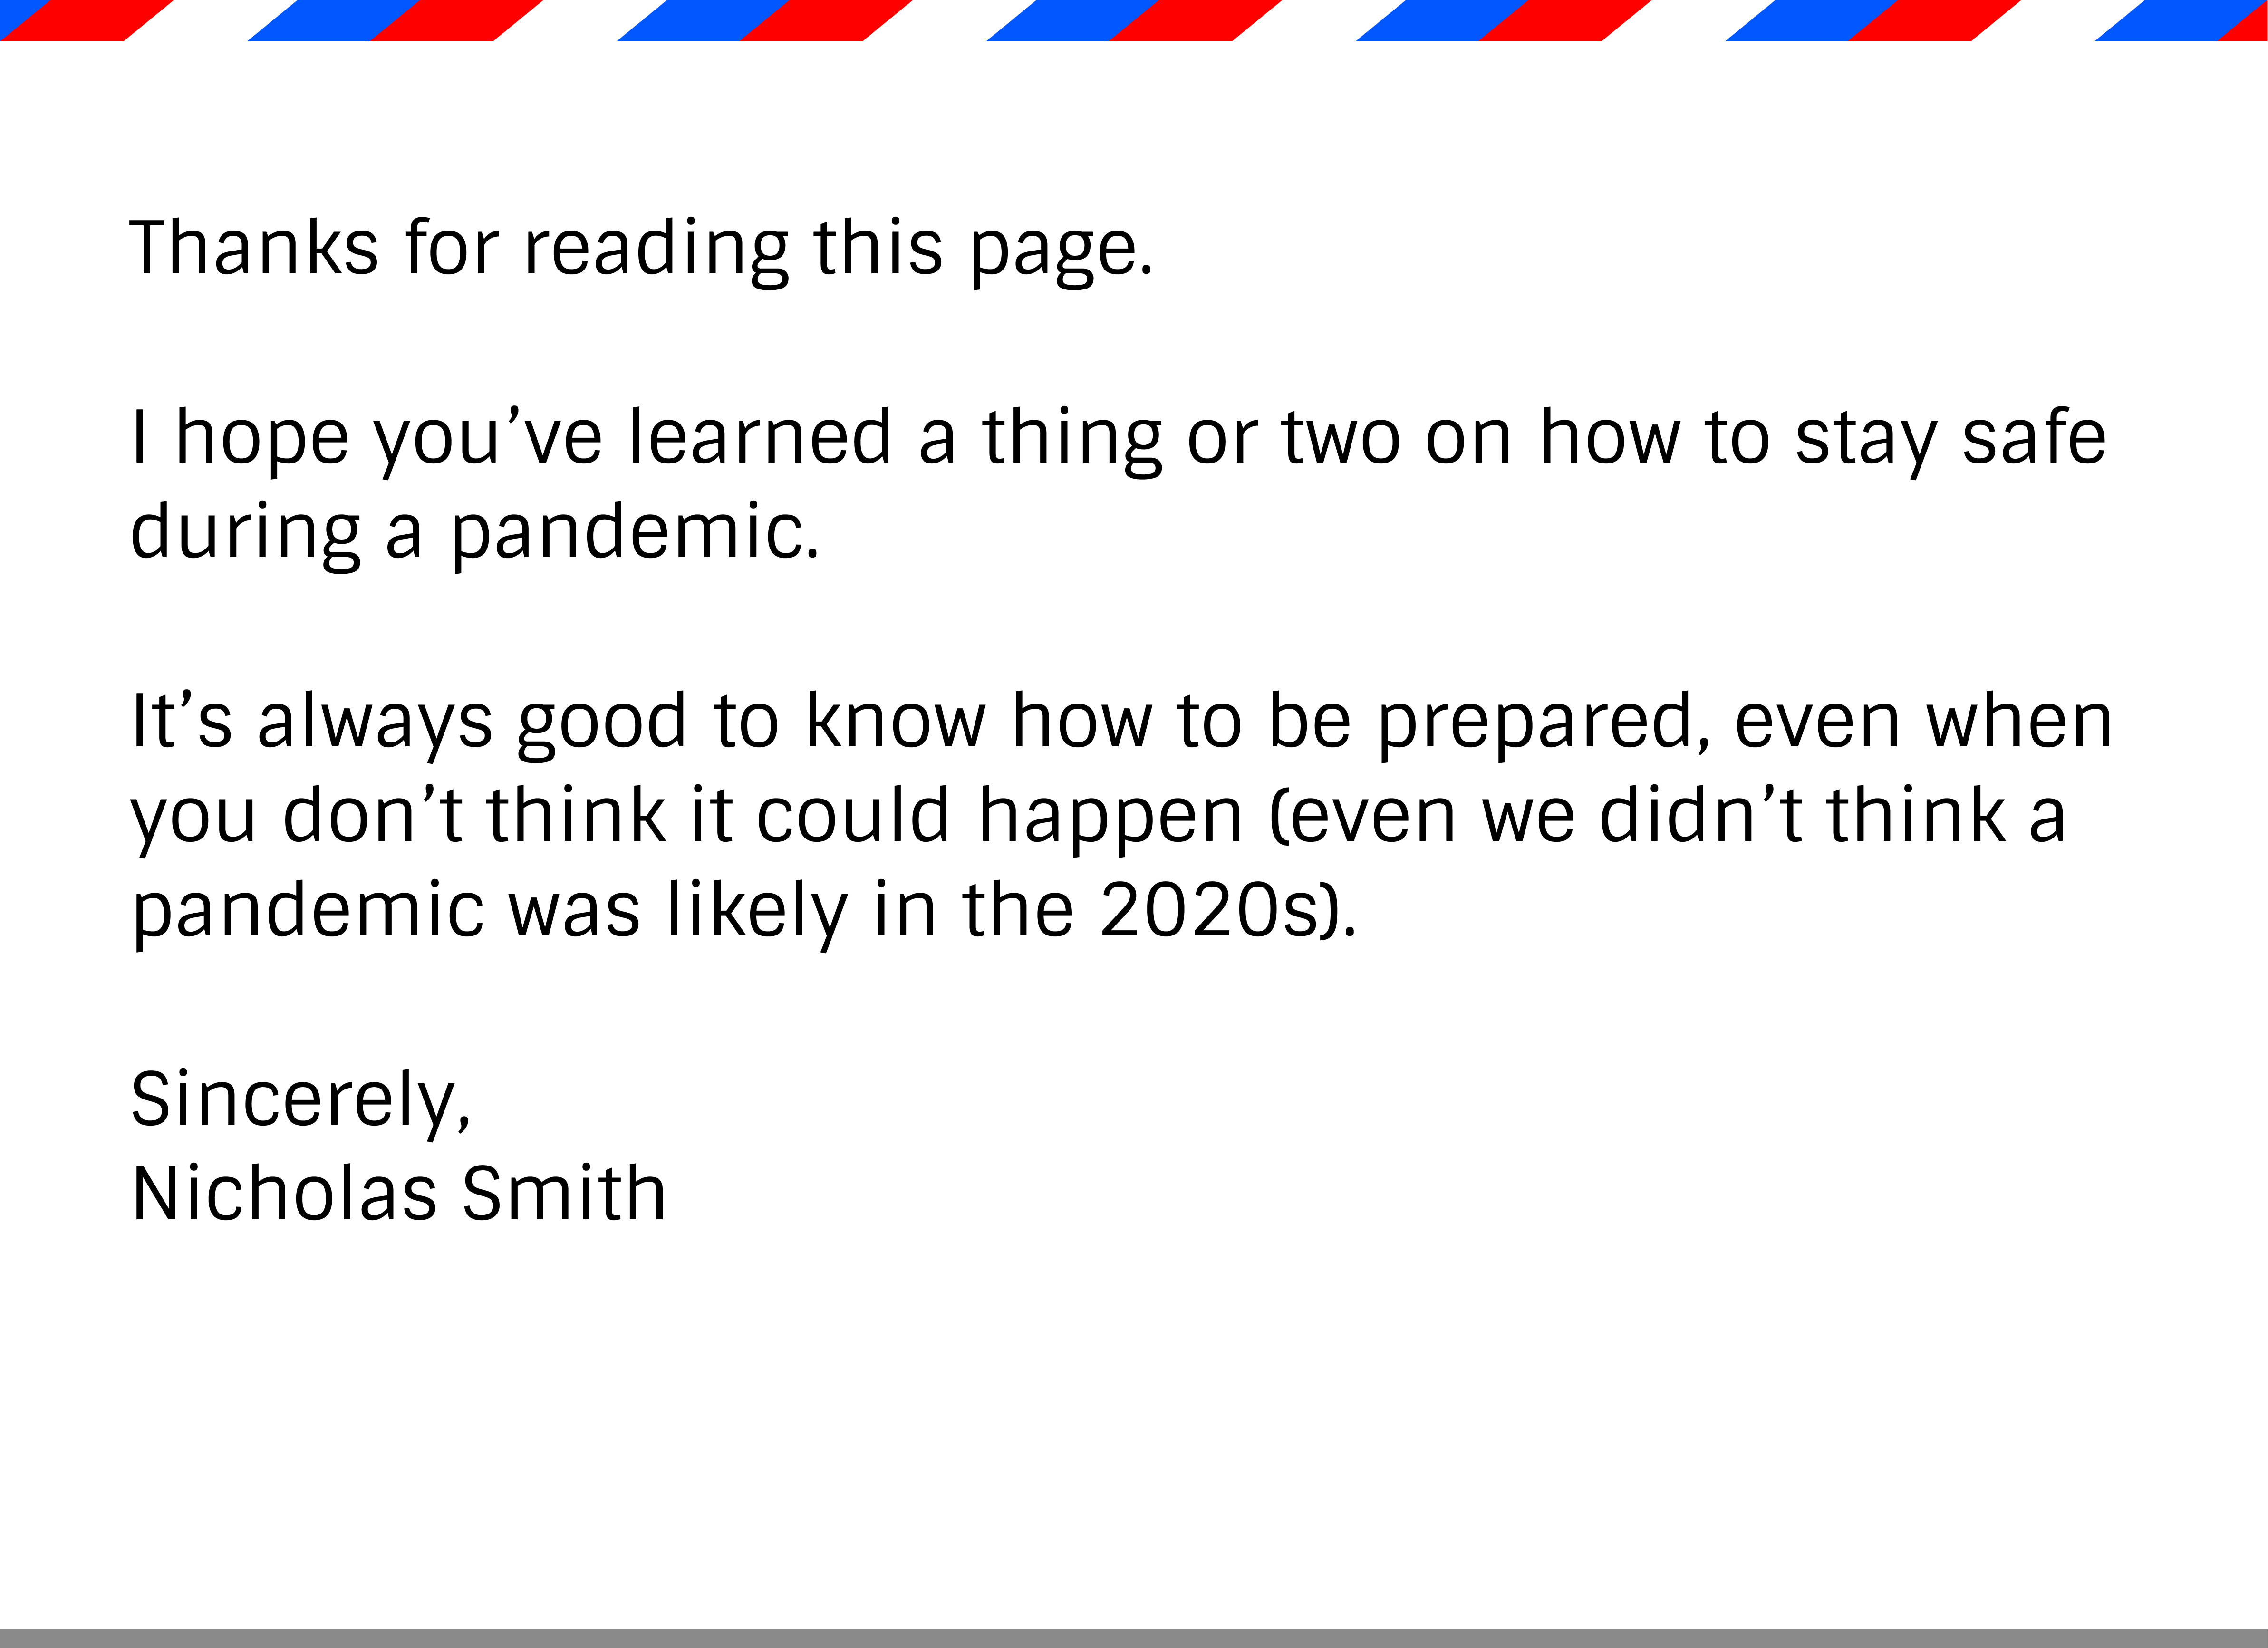 Thanks for reading this page.
I hope you’ve learned a thing or two on how to stay safe
during a pandemic.
It’s always good to know how to be prepared, even when
you don’t think it could happen (even we didn’t think a
pandemic was likely in the 2020s).
Sincerely,
Nicholas Smith